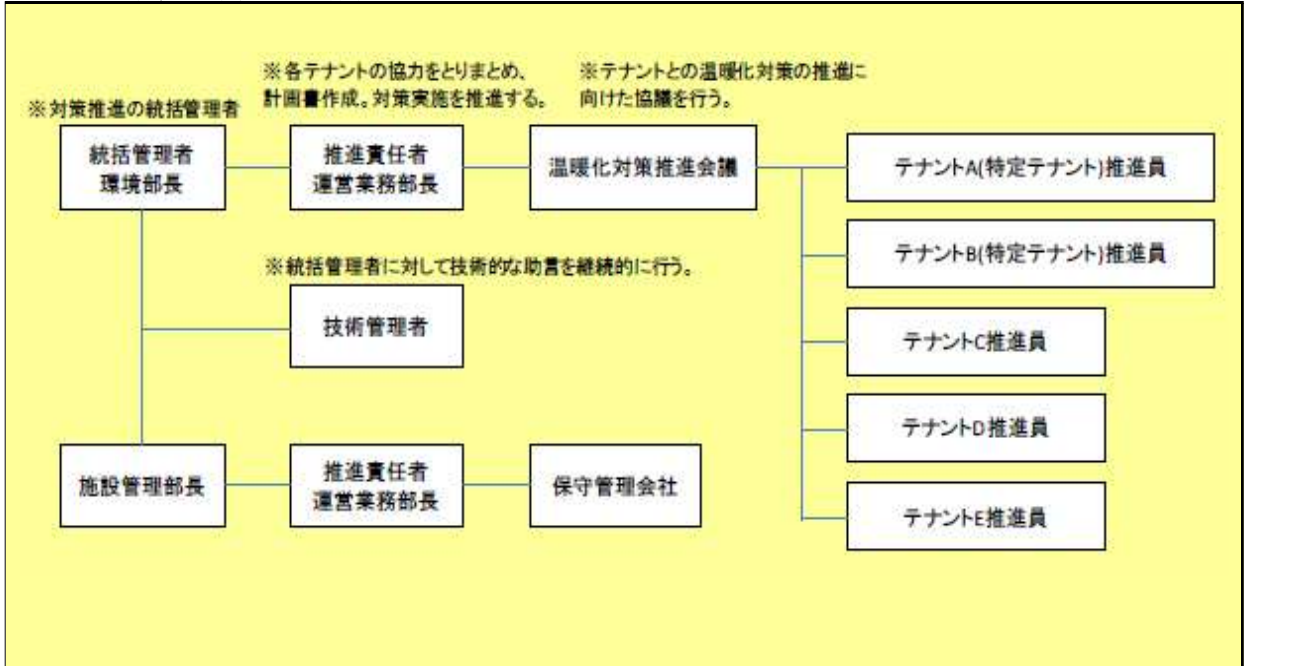 ※各テナントの協力をとりまとめ、
計画書作成。対策実施を推進する。
※テナントとの温暖化対策の推進に
向けた協議を行う。
※対策推進の統括管理者
統括管理者
環境部長
推進責任者
運営業務部長
温暖化対策推進会議
テナントA(特定テナント)推進員
テナントB(特定テナント)推進員
※統括管理者に対して技術的な助言を継続的に行う。
技術管理者
テナントC推進員
テナントD推進員
施設管理部長
推進責任者
運営業務部長
保守管理会社
テナントE推進員